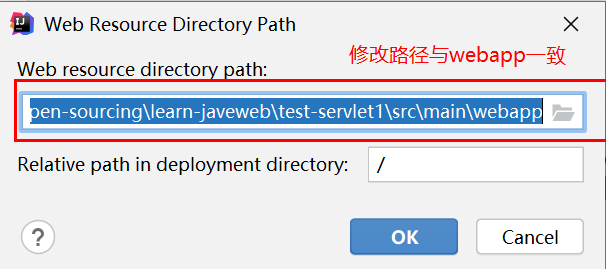 Web Resource Directory Path
修改路径与webapp一致
Web resource directory path:
pen-sourcing\learn-javeweb\test-servlet1\src\main\webapp
Relative path in deployment directory:
/
?
OK
Cancel